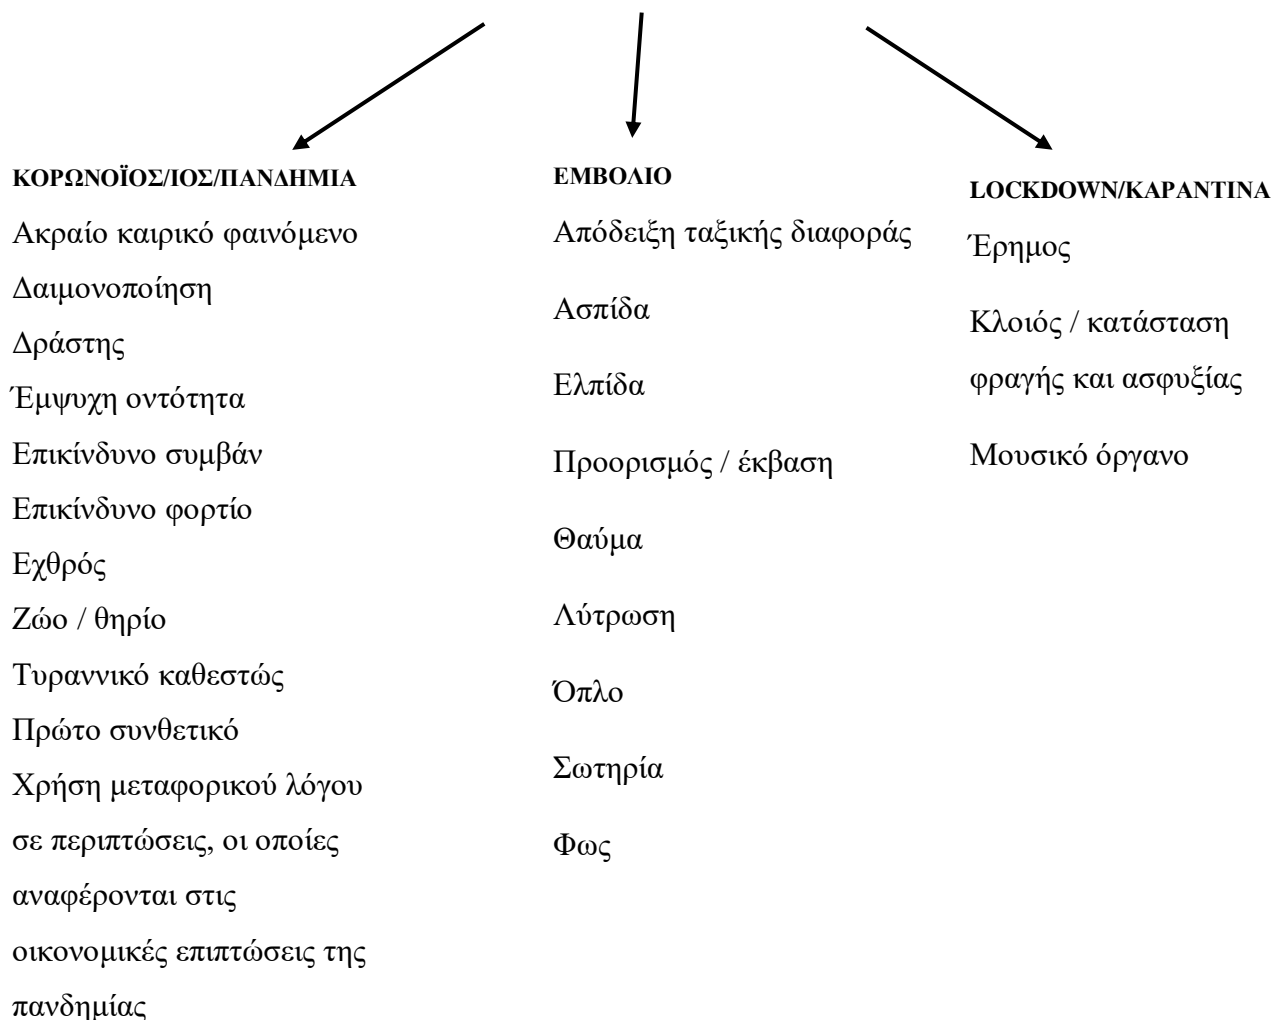 ΚΟΡΩΝΟΪΟΣ/ΙΟΣ/ΠΑΝΔΗΜΙΑ
Ακραίο καιρικό φαινόμενο
Δαιμονοποίηση
Δράστης
Έμψυχη οντότητα
Επικίνδυνο συμβάν
Επικίνδυνο φορτίο
Εχθρός
Ζώο / θηρίο
Τυραννικό καθεστώς
Πρώτο συνθετικό
Χρήση μεταφορικού λόγου
σε περιπτώσεις, οι οποίες
αναφέρονται στις
οικονομικές επιπτώσεις της
πανδημίας
ΕΜΒΟΛΙΟ
Απόδειξη ταξικής διαφοράς
Ασπίδα
Ελπίδα
Προορισμός / έκβαση
Θαύμα
Λύτρωση
Όπλο
Σωτηρία
Φως
LOCKDOWN/ΚΑΡΑΝΤΙΝΑ
Έρημος
Κλοιός / κατάσταση
φραγής και ασφυξίας
Μουσικό όργανο